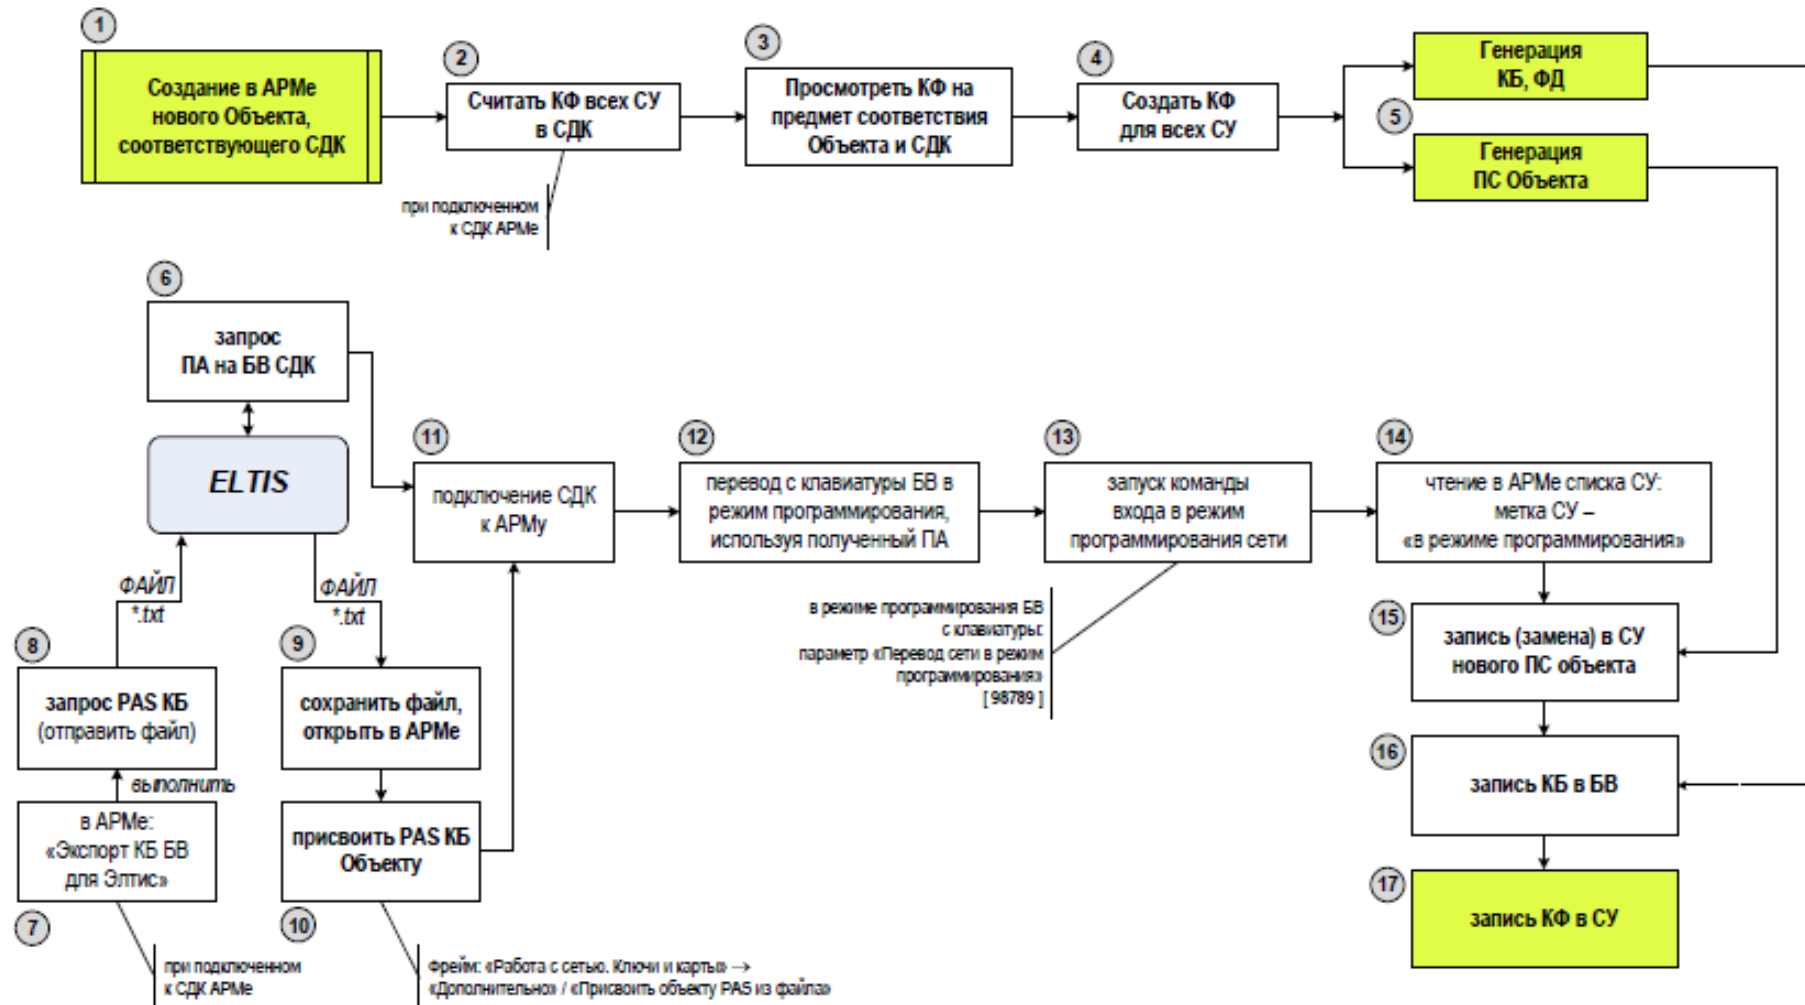 1
Создание в АРМе
нового Объекта,
соответствующего СДК
2
Считать КФ всех СУ
в СДК
при подключенном
к СДК АРМе
3
Просмотреть КФ на
предмет соответствия
Объекта и СДК
4
Создать КФ
для всех СУ
Генерация
КБ, ФД
5
Генерация
ПС Объекта
6
запрос
ПА на БВ СДК
ELTIS
ФАЙЛ
*.txt
ФАЙЛ
*.txt
8
запрос PAS КБ
(отправить файл)
выполнить
в АРМе:
«Экспорт КБ БВ
для Элтис»
7
при подключенном
к СДК АРМе
9
сохранить файл,
открыть в АРМе
присвоить PAS КБ
Объекту
10
Фрейм: «Работа с сетью. Ключи и карты» →
«Дополнительно» / «Присвоить объекту PAS из файла»
11
подключение СДК
к АРМу
12
перевод с клавиатуры БВ в
режим программирования,
используя полученный ПА
13
запуск команды
входа в режим
программирования сети
в режиме программирования БВ
с клавиатуры:
параметр «Перевод сети в режим
программирования»
[ 98789 ]
14
чтение в АРМе списка СУ:
метка СУ –
«в режиме программирования»
15
запись (замена) в СУ
нового ПС объекта
16
запись КБ в БВ
17
запись КФ в СУ